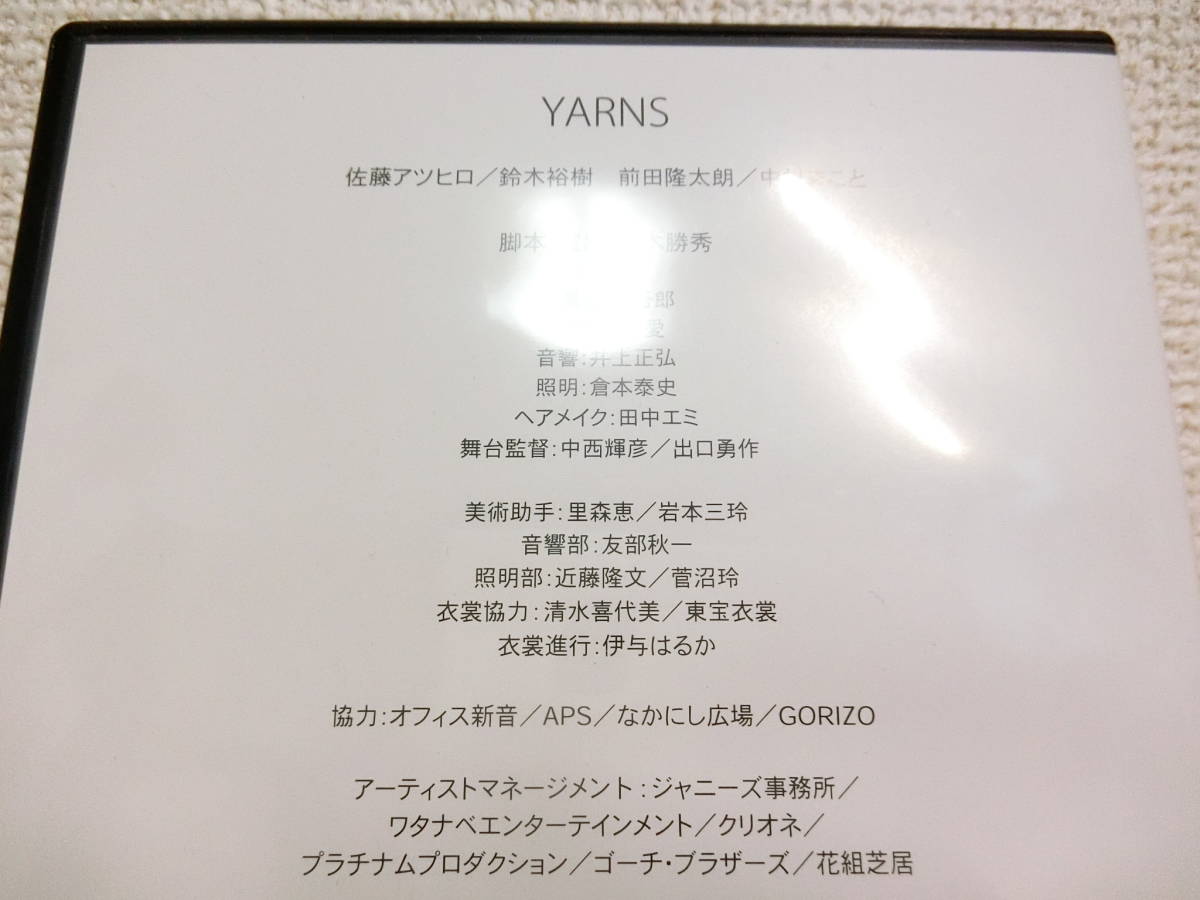 YARNS
佐藤アツヒロ／鈴木裕樹　前田隆太朗／中村まこと
脚本 勝秀
郎
愛
音響：井上正弘
照明：倉本泰史
ヘアメイク：田中エミ
舞台監督：中西輝彦／出口勇作
美術助手：里森恵／岩本三玲
音響部：友部秋一
照明部：近藤隆文／菅沼玲
衣裳協力：清水喜代美／東宝衣裳
衣裳進行：伊与はるか
協力：オフィス新音／APS／なかにし広場／GORIZO
アーティストマネージメント：ジャニーズ事務所／
ワタナベエンターテインメント／クリオネ／
プラチナムプロダクション／ゴーチ・ブラザーズ／花組芝居